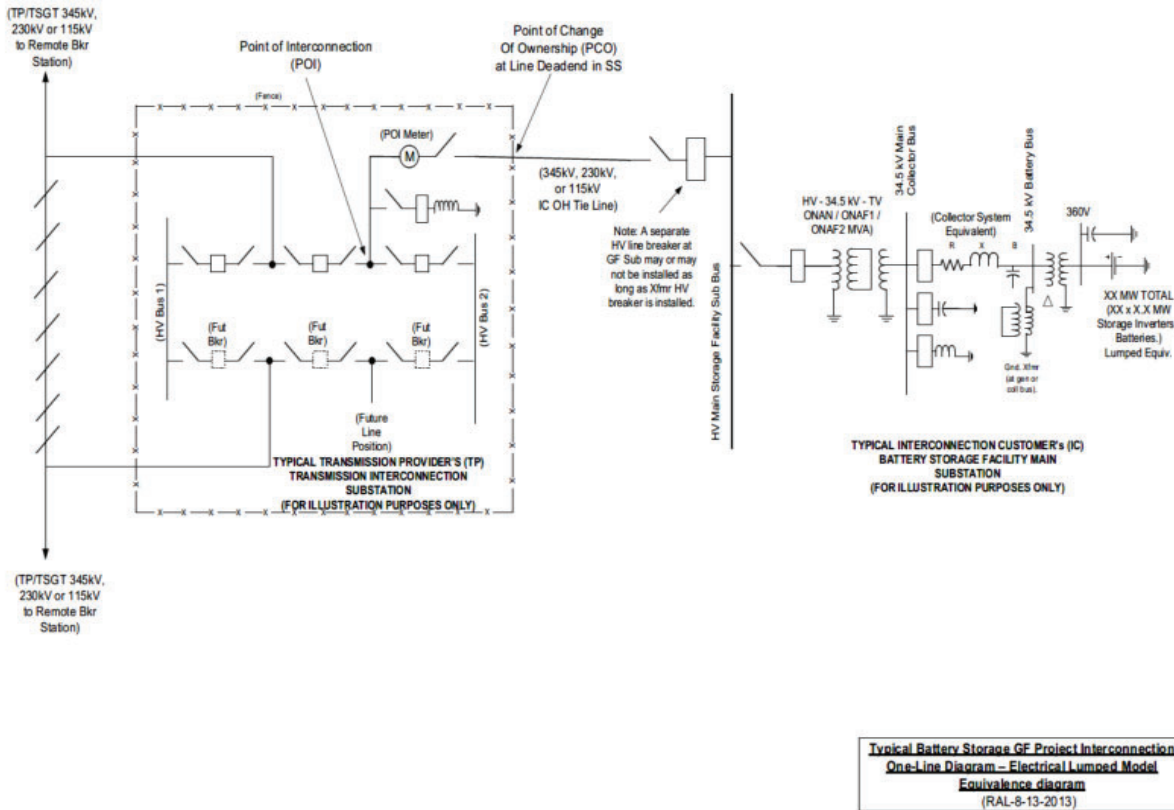 (TP/TSGT 345kV,
230kV or 115kV
to Remote Bkr
Station)
Point of Interconnection
(POI)
Point of Change
Of Ownership (PCO)
at Line Deadend in SS
(Fence)
(POI Meter)
M
(345kV, 230kV,
or 115kV
IC OH Tie Line)
Note: A separate
HV line breaker at
GF Sub may or may
not be installed as
long as Xfmr HV
breaker is installed.
(HV Bus 1)
(HV Bus 2)
(Fut
Bkr)
(Fut
Bkr)
(Fut
Bkr)
(Future
Line
Position)
TYPICAL TRANSMISSION PROVIDER'S (TP)
TRANSMISSION INTERCONNECTION
SUBSTATION
(FOR ILLUSTRATION PURPOSES ONLY)
(TP/TSGT 345kV,
230kV or 115kV
to Remote Bkr
Station)
HV Main Storage Facility Sub Bus
HV - 34.5 kV - TV
ONAN / ONAF1 /
ONAF2 MVA)
34.5 kV Main
Collector Bus
(Collector System
Equivalent)
R X B
34.5 kV Battery Bus
360V
+ -
Δ
Gnd. Xfmr
(at gen or
coll bus).
XX MW TOTAL
(XX x X.X MW
Storage Inverters
Batteries.)
Lumped Equiv.
TYPICAL INTERCONNECTION CUSTOMER's (IC)
BATTERY STORAGE FACILITY MAIN
SUBSTATION
(FOR ILLUSTRATION PURPOSES ONLY)
Typical Battery Storage GF Project Interconnection
One-Line Diagram – Electrical Lumped Model
Equivalence diagram
(RAL-8-13-2013)